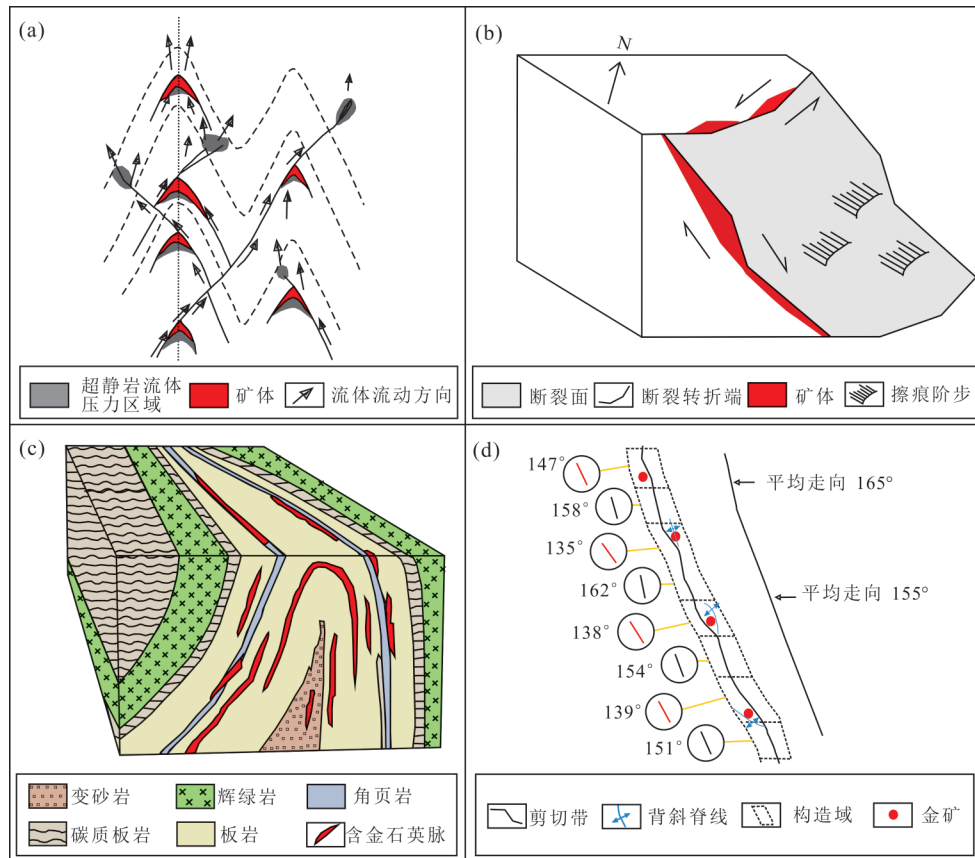 (a)
超静岩流体
压力区域
矿体
流体流动方向
(b)
N
断裂面
断裂转折端
矿体
擦痕阶步
(c)
变砂岩
辉绿岩
角页岩
碳质板岩
板岩
含金石英脉
(d)
147°
158°
135°
162°
138°
154°
139°
151°
平均走向 165°
平均走向 155°
剪切带
背斜脊线
构造域
金矿